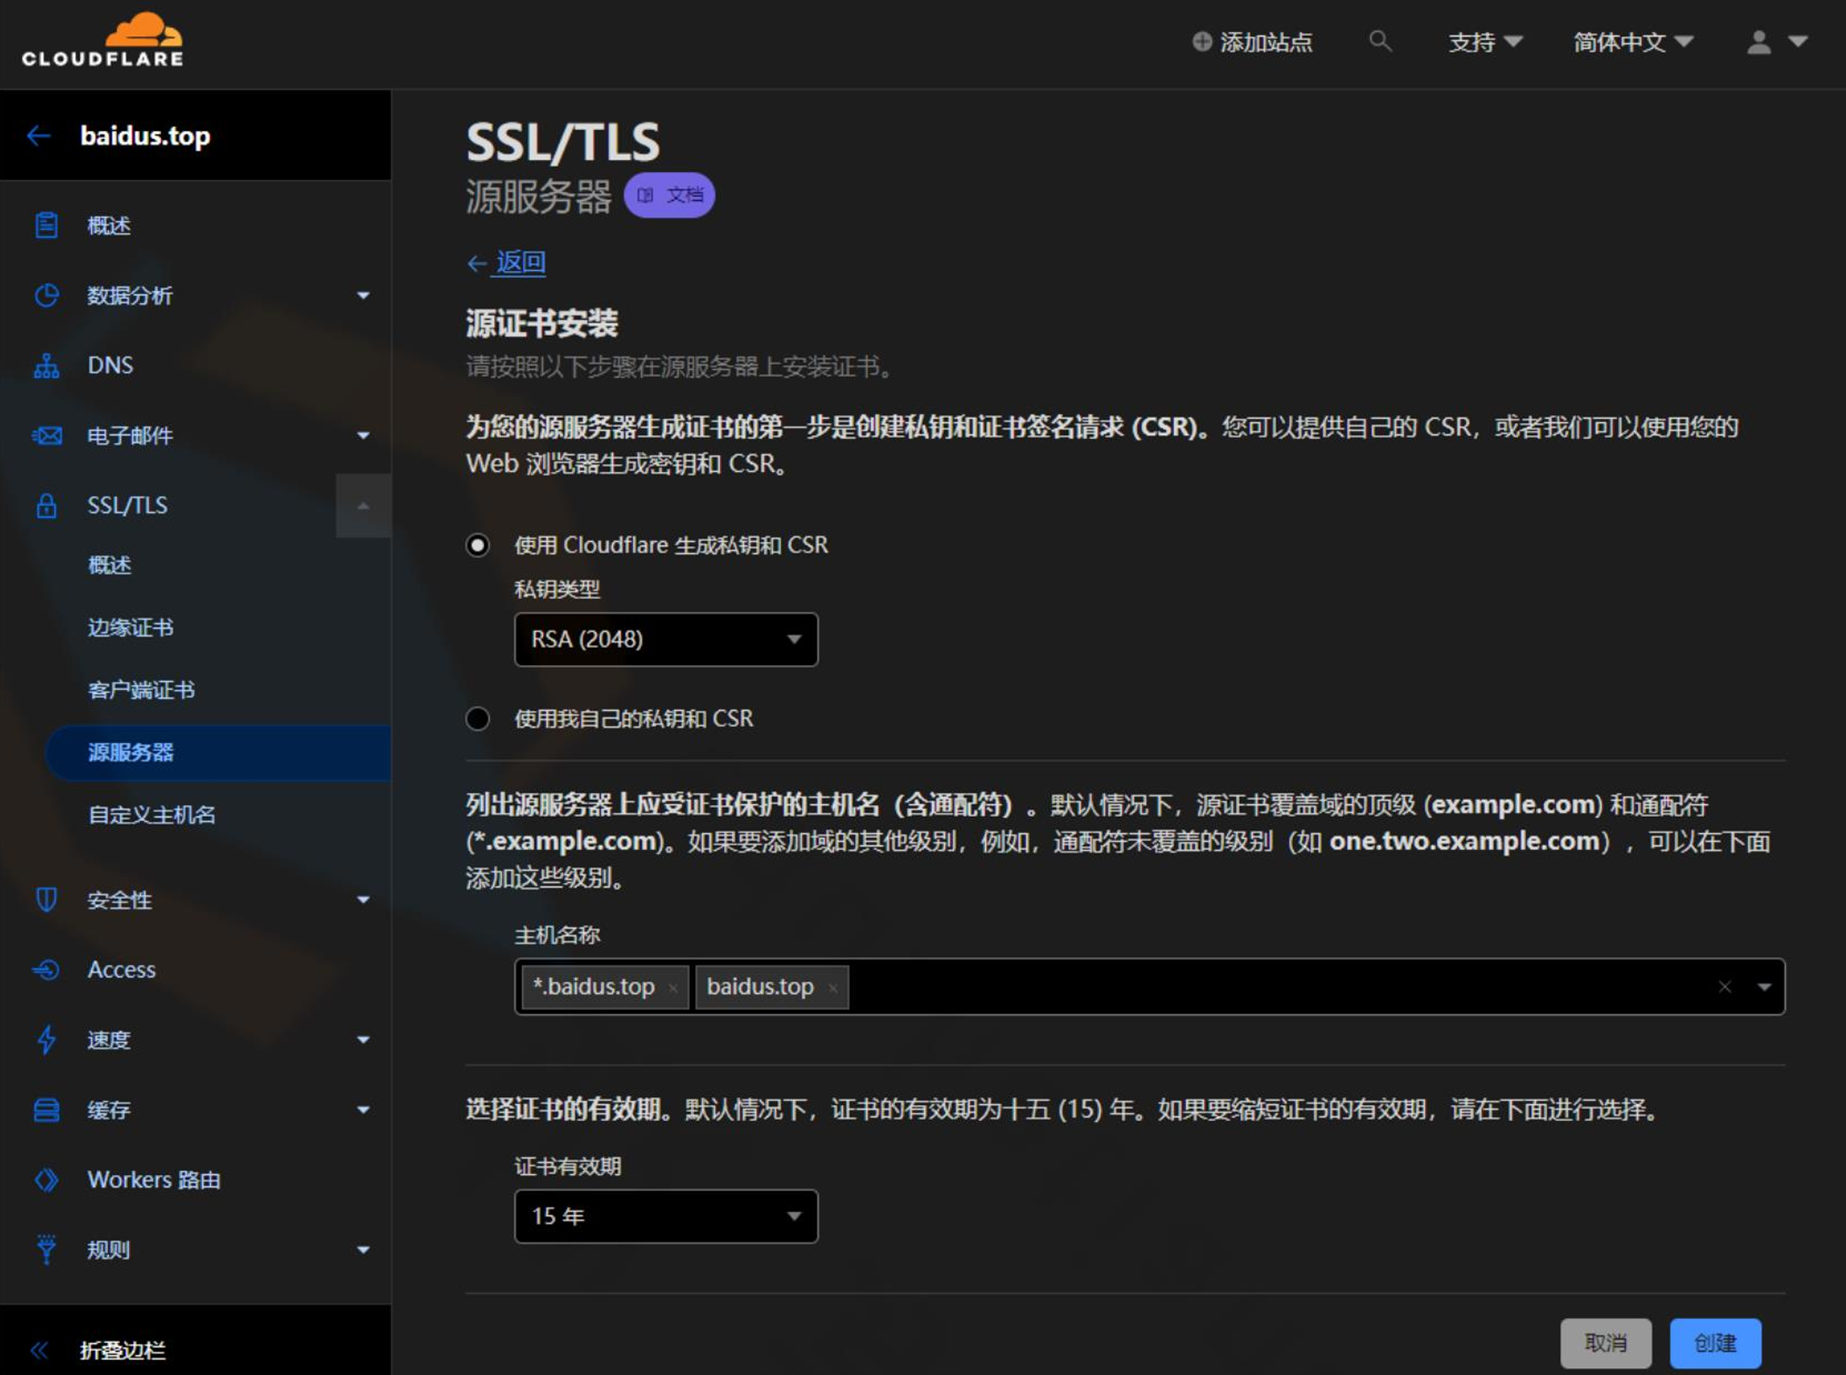 CLOUDFLARE
添加站点
支持
简体中文
baidus.top
概述
数据分析
DNS
电子邮件
SSL/TLS
概述
边缘证书
客户端证书
源服务器
自定义主机名
安全性
Access
速度
缓存
Workers 路由
规则
折叠边栏
SSL/TLS
源服务器
文档
← 返回
源证书安装
请按照以下步骤在源服务器上安装证书。
为您的源服务器生成证书的第一步是创建私钥和证书签名请求 (CSR)。您可以提供自己的 CSR，或者我们可以使用您的
Web 浏览器生成密钥和 CSR。
使用 Cloudflare 生成私钥和 CSR
私钥类型
RSA (2048)
使用我自己的私钥和 CSR
列出源服务器上应受证书保护的主机名（含通配符）。默认情况下，源证书覆盖域的顶级 (example.com) 和通配符
(*.example.com)。如果要添加域的其他级别，例如，通配符未覆盖的级别（如 one.two.example.com），可以在下面
添加这些级别。
主机名称
*.baidus.top × baidus.top ×
选择证书的有效期。默认情况下，证书的有效期为十五 (15) 年。如果要缩短证书的有效期，请在下面进行选择。
证书有效期
15 年
取消
创建